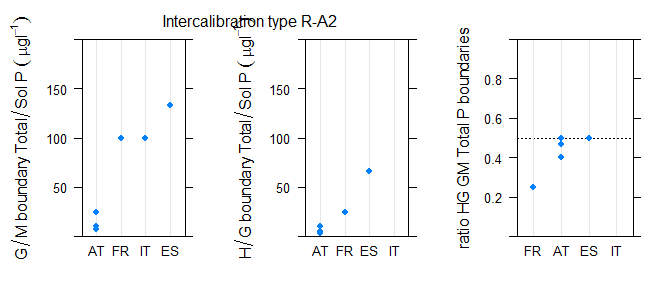 Intercalibration type R-A2
G/M boundary Total/Sol P ( μgl⁻¹)
150
100
50
AT FR IT ES
H/G boundary Total/Sol P ( μgl⁻¹)
150
100
50
AT FR ES IT
ratio HG GM Total P boundaries
0.8
0.6
0.4
0.2
FR AT ES IT